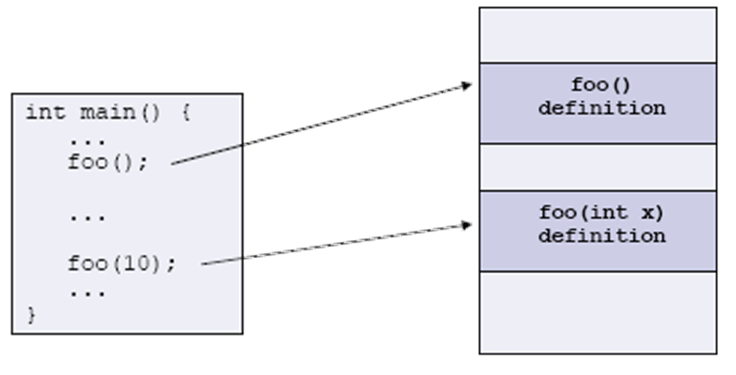 int main() {
...
foo();
...
foo(10);
...
}
foo()
definition
foo(int x)
definition